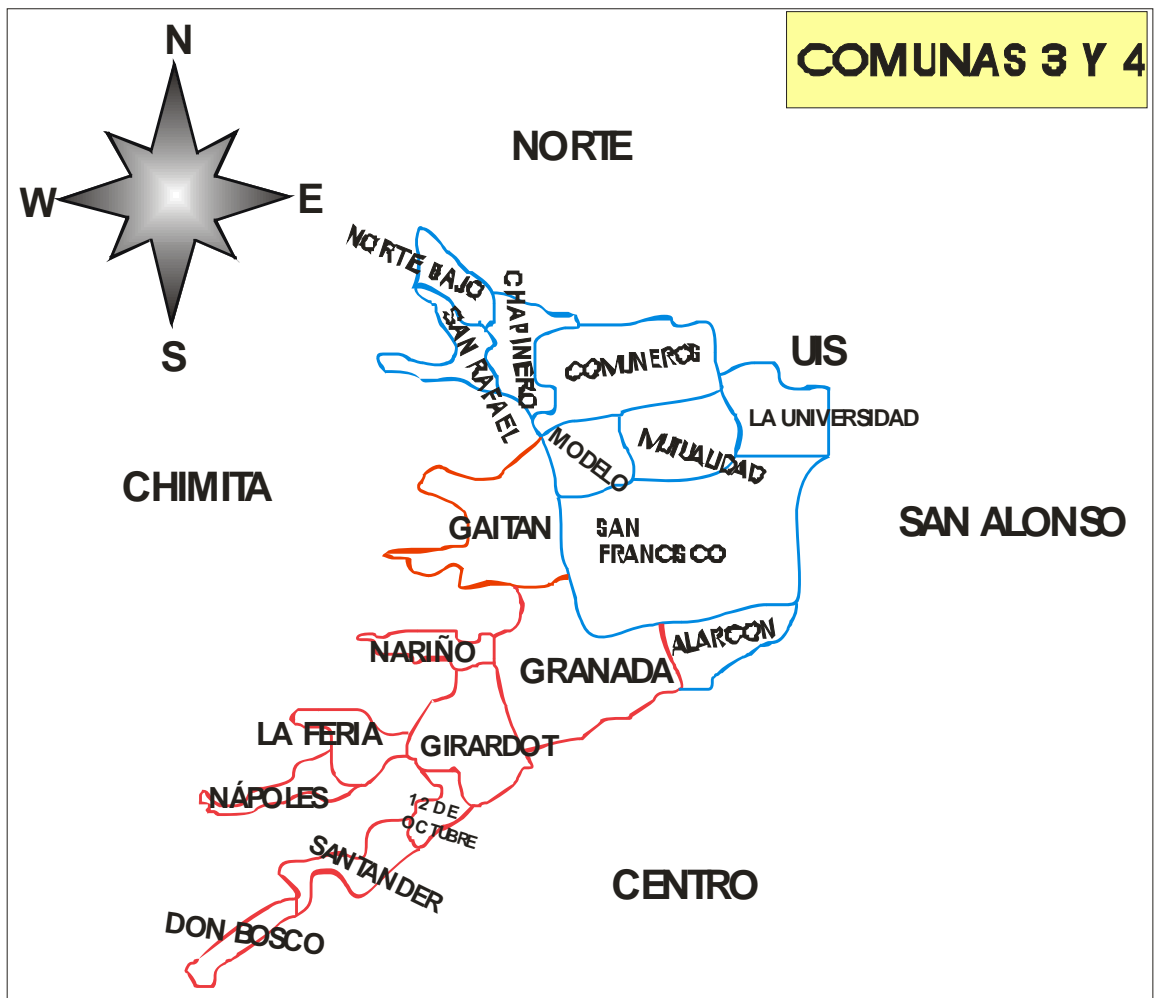 COMUNAS 3 Y 4
N
W
E
S
NORTE
NORTE BAJO
CHAPINERO
SAN RAFAEL
COMUNEROS
UIS
LA UNIVERSIDAD
MODELO
MUTUALIDAD
CHIMITA
GAITAN
SAN
FRANCISCO
SAN ALONSO
NARIÑO
GRANADA
ALARCON
LA FERIA
GIRARDOT
NÁPOLES
12 DE
OCTUBRE
SANTANDER
CENTRO
DON BOSCO